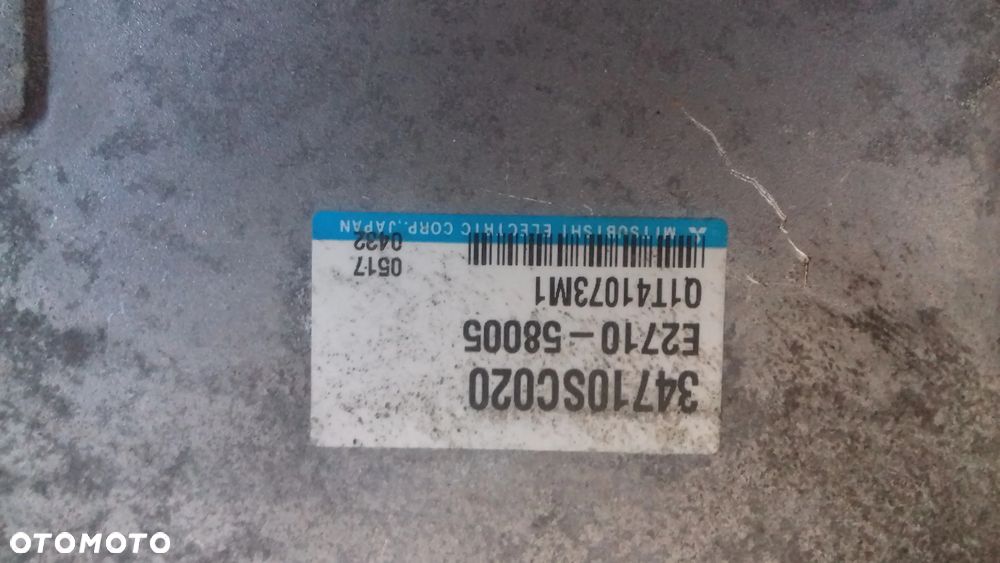 34710SC020
E2710-58005
Q1T41073M1
0517
0432
MITSUBISHI ELECTRIC CORP.JAPAN
OTOMOTO